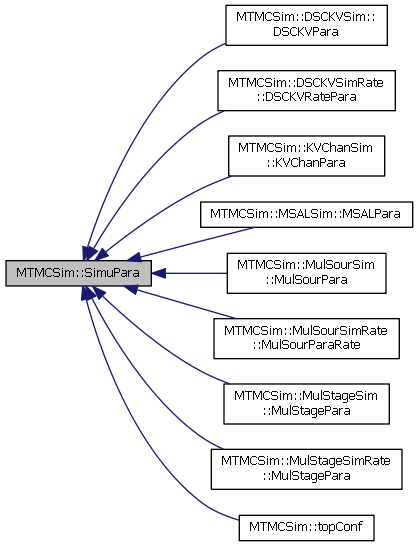 MTMCSim::DSCKVSim::
DSCKVPara
MTMCSim::DSCKVSimRate
::DSCKVRatePara
MTMCSim::KVChanSim
::KVChanPara
MTMCSim::MSALSim::MSALPara
MTMCSim::SimuPara
MTMCSim::MulSourSim
::MulSourPara
MTMCSim::MulSourSimRate
::MulSourParaRate
MTMCSim::MulStageSim
::MulStagePara
MTMCSim::MulStageSimRate
::MulStagePara
MTMCSim::topConf